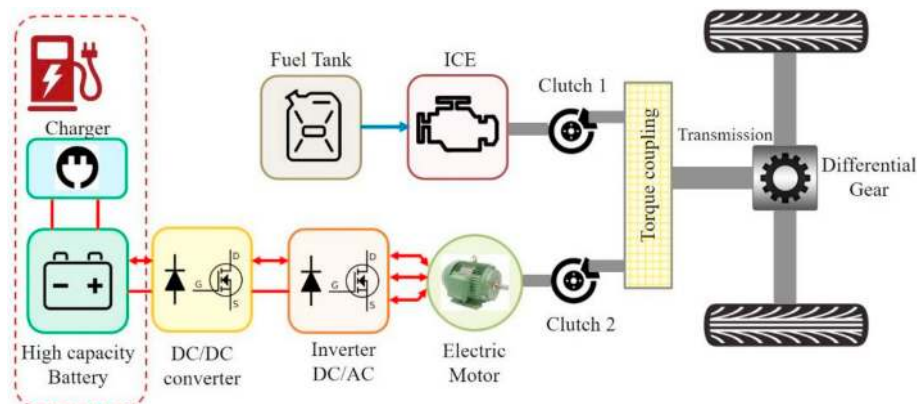 Fuel Tank
ICE
Clutch 1
Charger
Transmission
Torque coupling
Differential
Gear
D
G
S
D
G
S
High capacity
Battery
DC/DC
converter
Inverter
DC/AC
Electric
Motor
Clutch 2